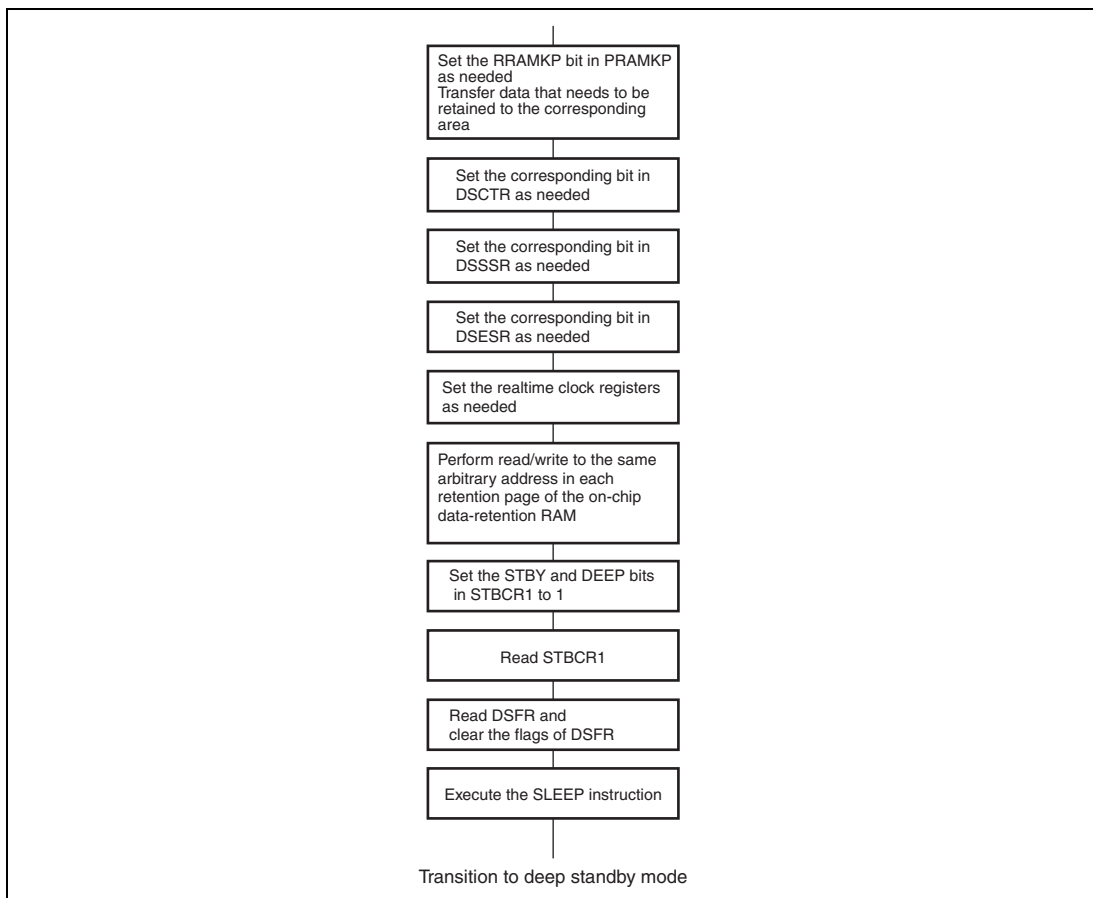 Set the RRAMKP bit in PRAMKP
as needed
Transfer data that needs to be
retained to the corresponding
area
Set the corresponding bit in
DSCTR as needed
Set the corresponding bit in
DSSSR as needed
Set the corresponding bit in
DSESR as needed
Set the realtime clock registers
as needed
Perform read/write to the same
arbitrary address in each
retention page of the on-chip
data-retention RAM
Set the STBY and DEEP bits
in STBCR1 to 1
Read STBCR1
Read DSFR and
clear the flags of DSFR
Execute the SLEEP instruction
Transition to deep standby mode